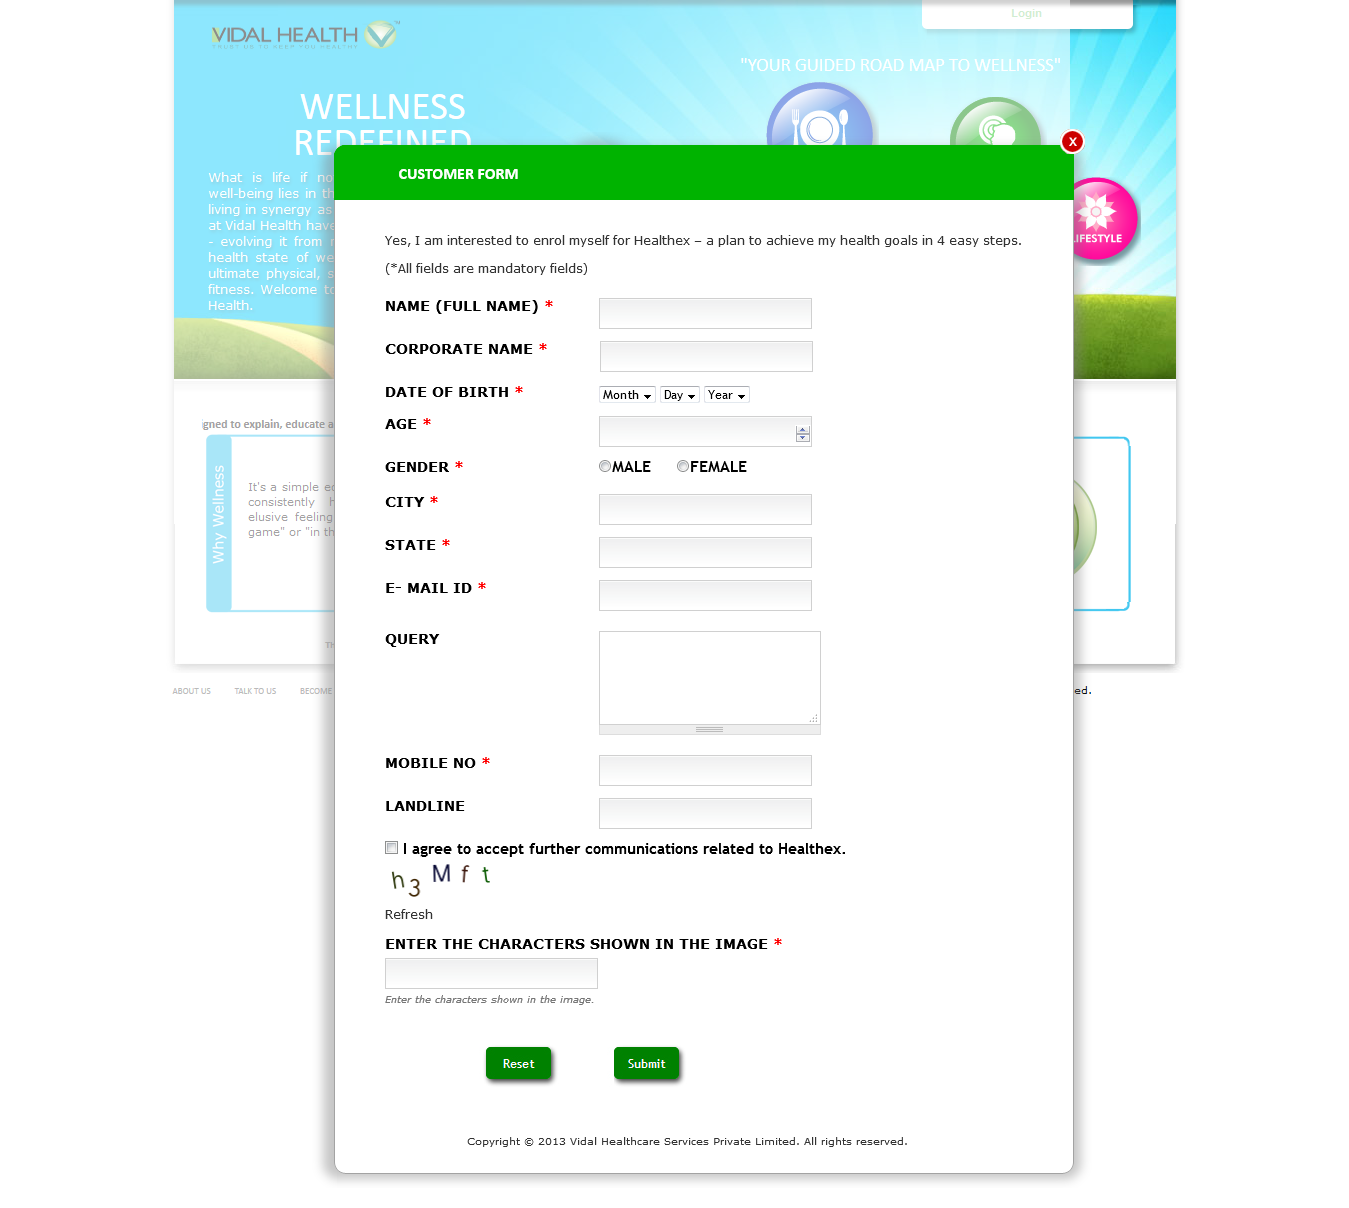 Login
VIDAL HEALTH
TRUST US TO KEEP YOU HEALTHY
"YOUR GUIDED ROAD MAP TO WELLNESS"
WELLNESS
REDEFINED
What is life if no
well-being lies in th
living in synergy as
at Vidal Health have
- evolving it from
health state of we
ultimate physical, s
fitness. Welcome to
Health.
LIFESTYLE
X
CUSTOMER FORM
Yes, I am interested to enrol myself for Healthex – a plan to achieve my health goals in 4 easy steps.
(*All fields are mandatory fields)
NAME (FULL NAME) *
CORPORATE NAME *
DATE OF BIRTH * Month Day Year
AGE *
GENDER * MALE FEMALE
CITY *
STATE *
E- MAIL ID *
QUERY
MOBILE NO *
LANDLINE
I agree to accept further communications related to Healthex.
h3Mft
Refresh
ENTER THE CHARACTERS SHOWN IN THE IMAGE *
Enter the characters shown in the image.
Reset Submit
Copyright © 2013 Vidal Healthcare Services Private Limited. All rights reserved.
gned to explain, educate a
Why Wellness
It's a simple e
consistently h
elusive feeling
game" or "in th
Th
ABOUT US TALK TO US BECOME
ed.